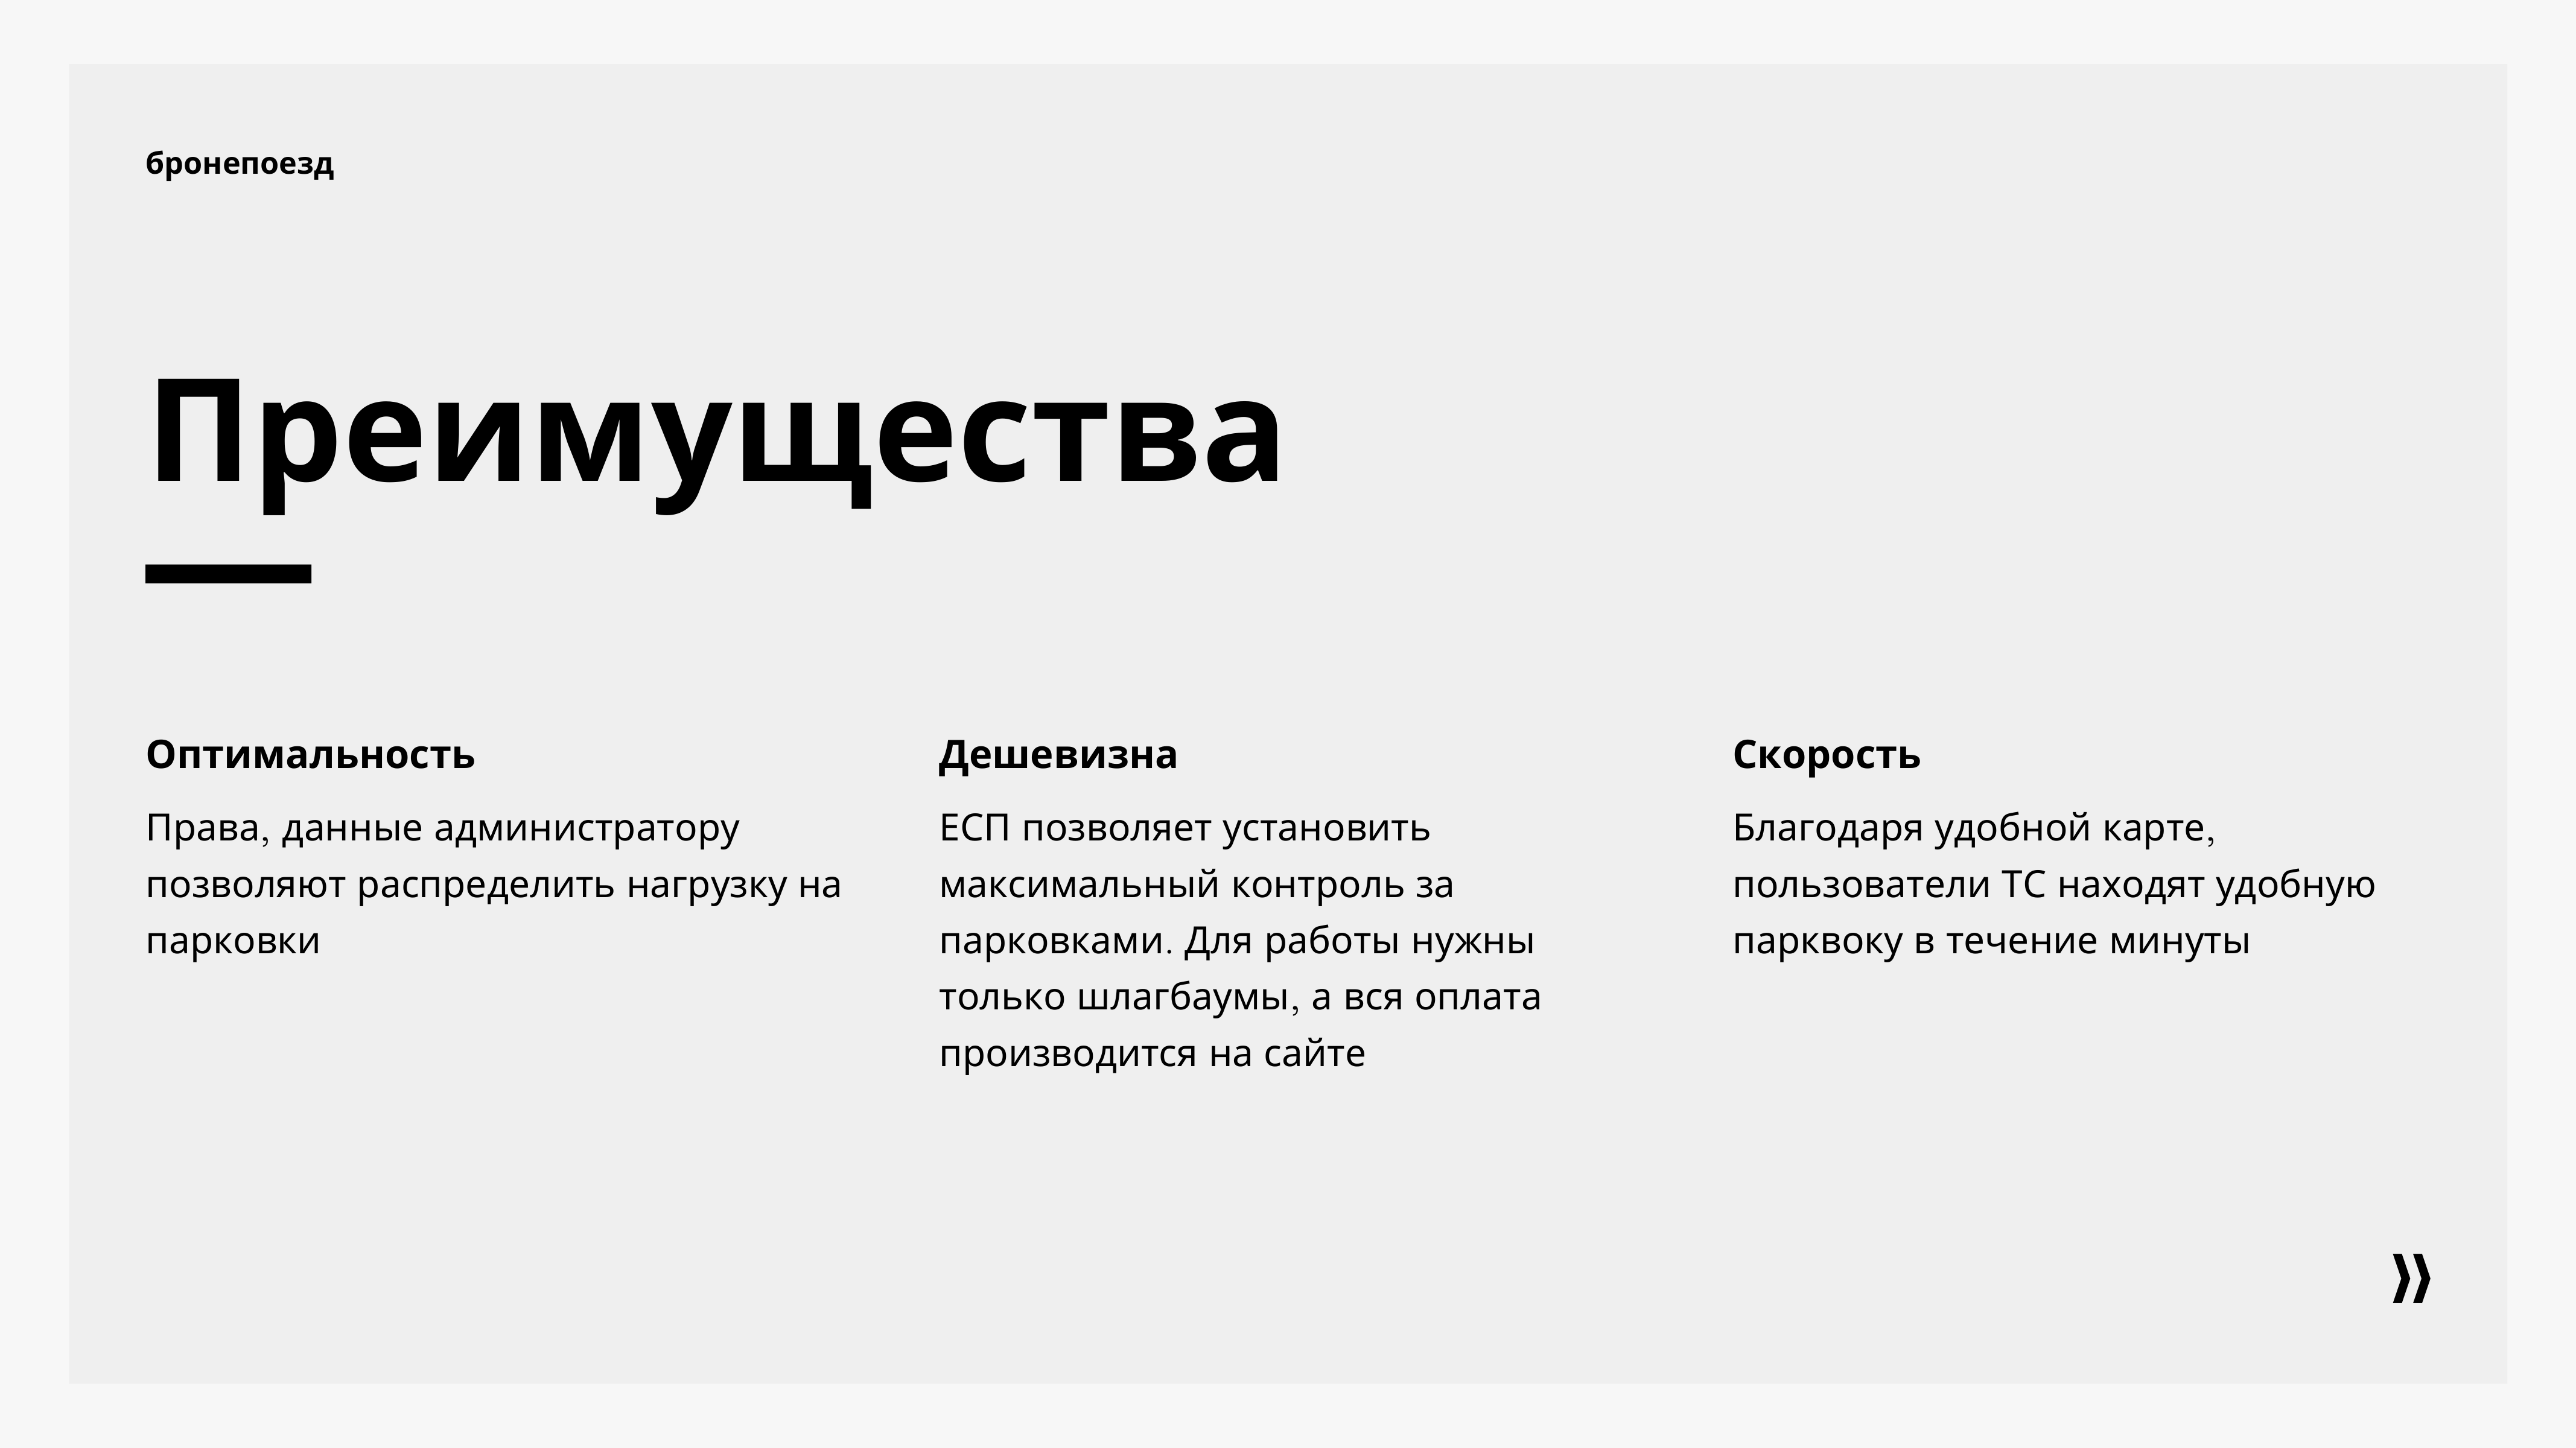 бронепоезд
Преимущества
Оптимальность
Права, данные администратору
позволяют распределить нагрузку на
парковки
Дешевизна
ЕСП позволяет установить
максимальный контроль за
парковками. Для работы нужны
только шлагбаумы, а вся оплата
производится на сайте
Скорость
Благодаря удобной карте,
пользователи ТС находят удобную
парквоку в течение минуты